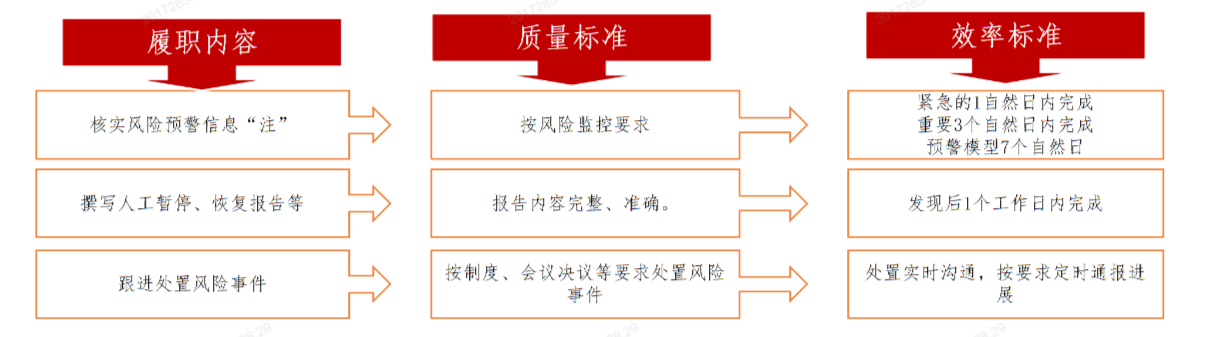 履职内容
质量标准
效率标准
核实风险预警信息“注”
按风险监控要求
紧急的1自然日内完成
重要3个自然日内完成
预警模型7个自然日
撰写人工暂停、恢复报告等
报告内容完整、准确。
发现后1个工作日内完成
跟进处置风险事件
按制度、会议决议等要求处置风险
事件
处置实时沟通，按要求定时通报进
展